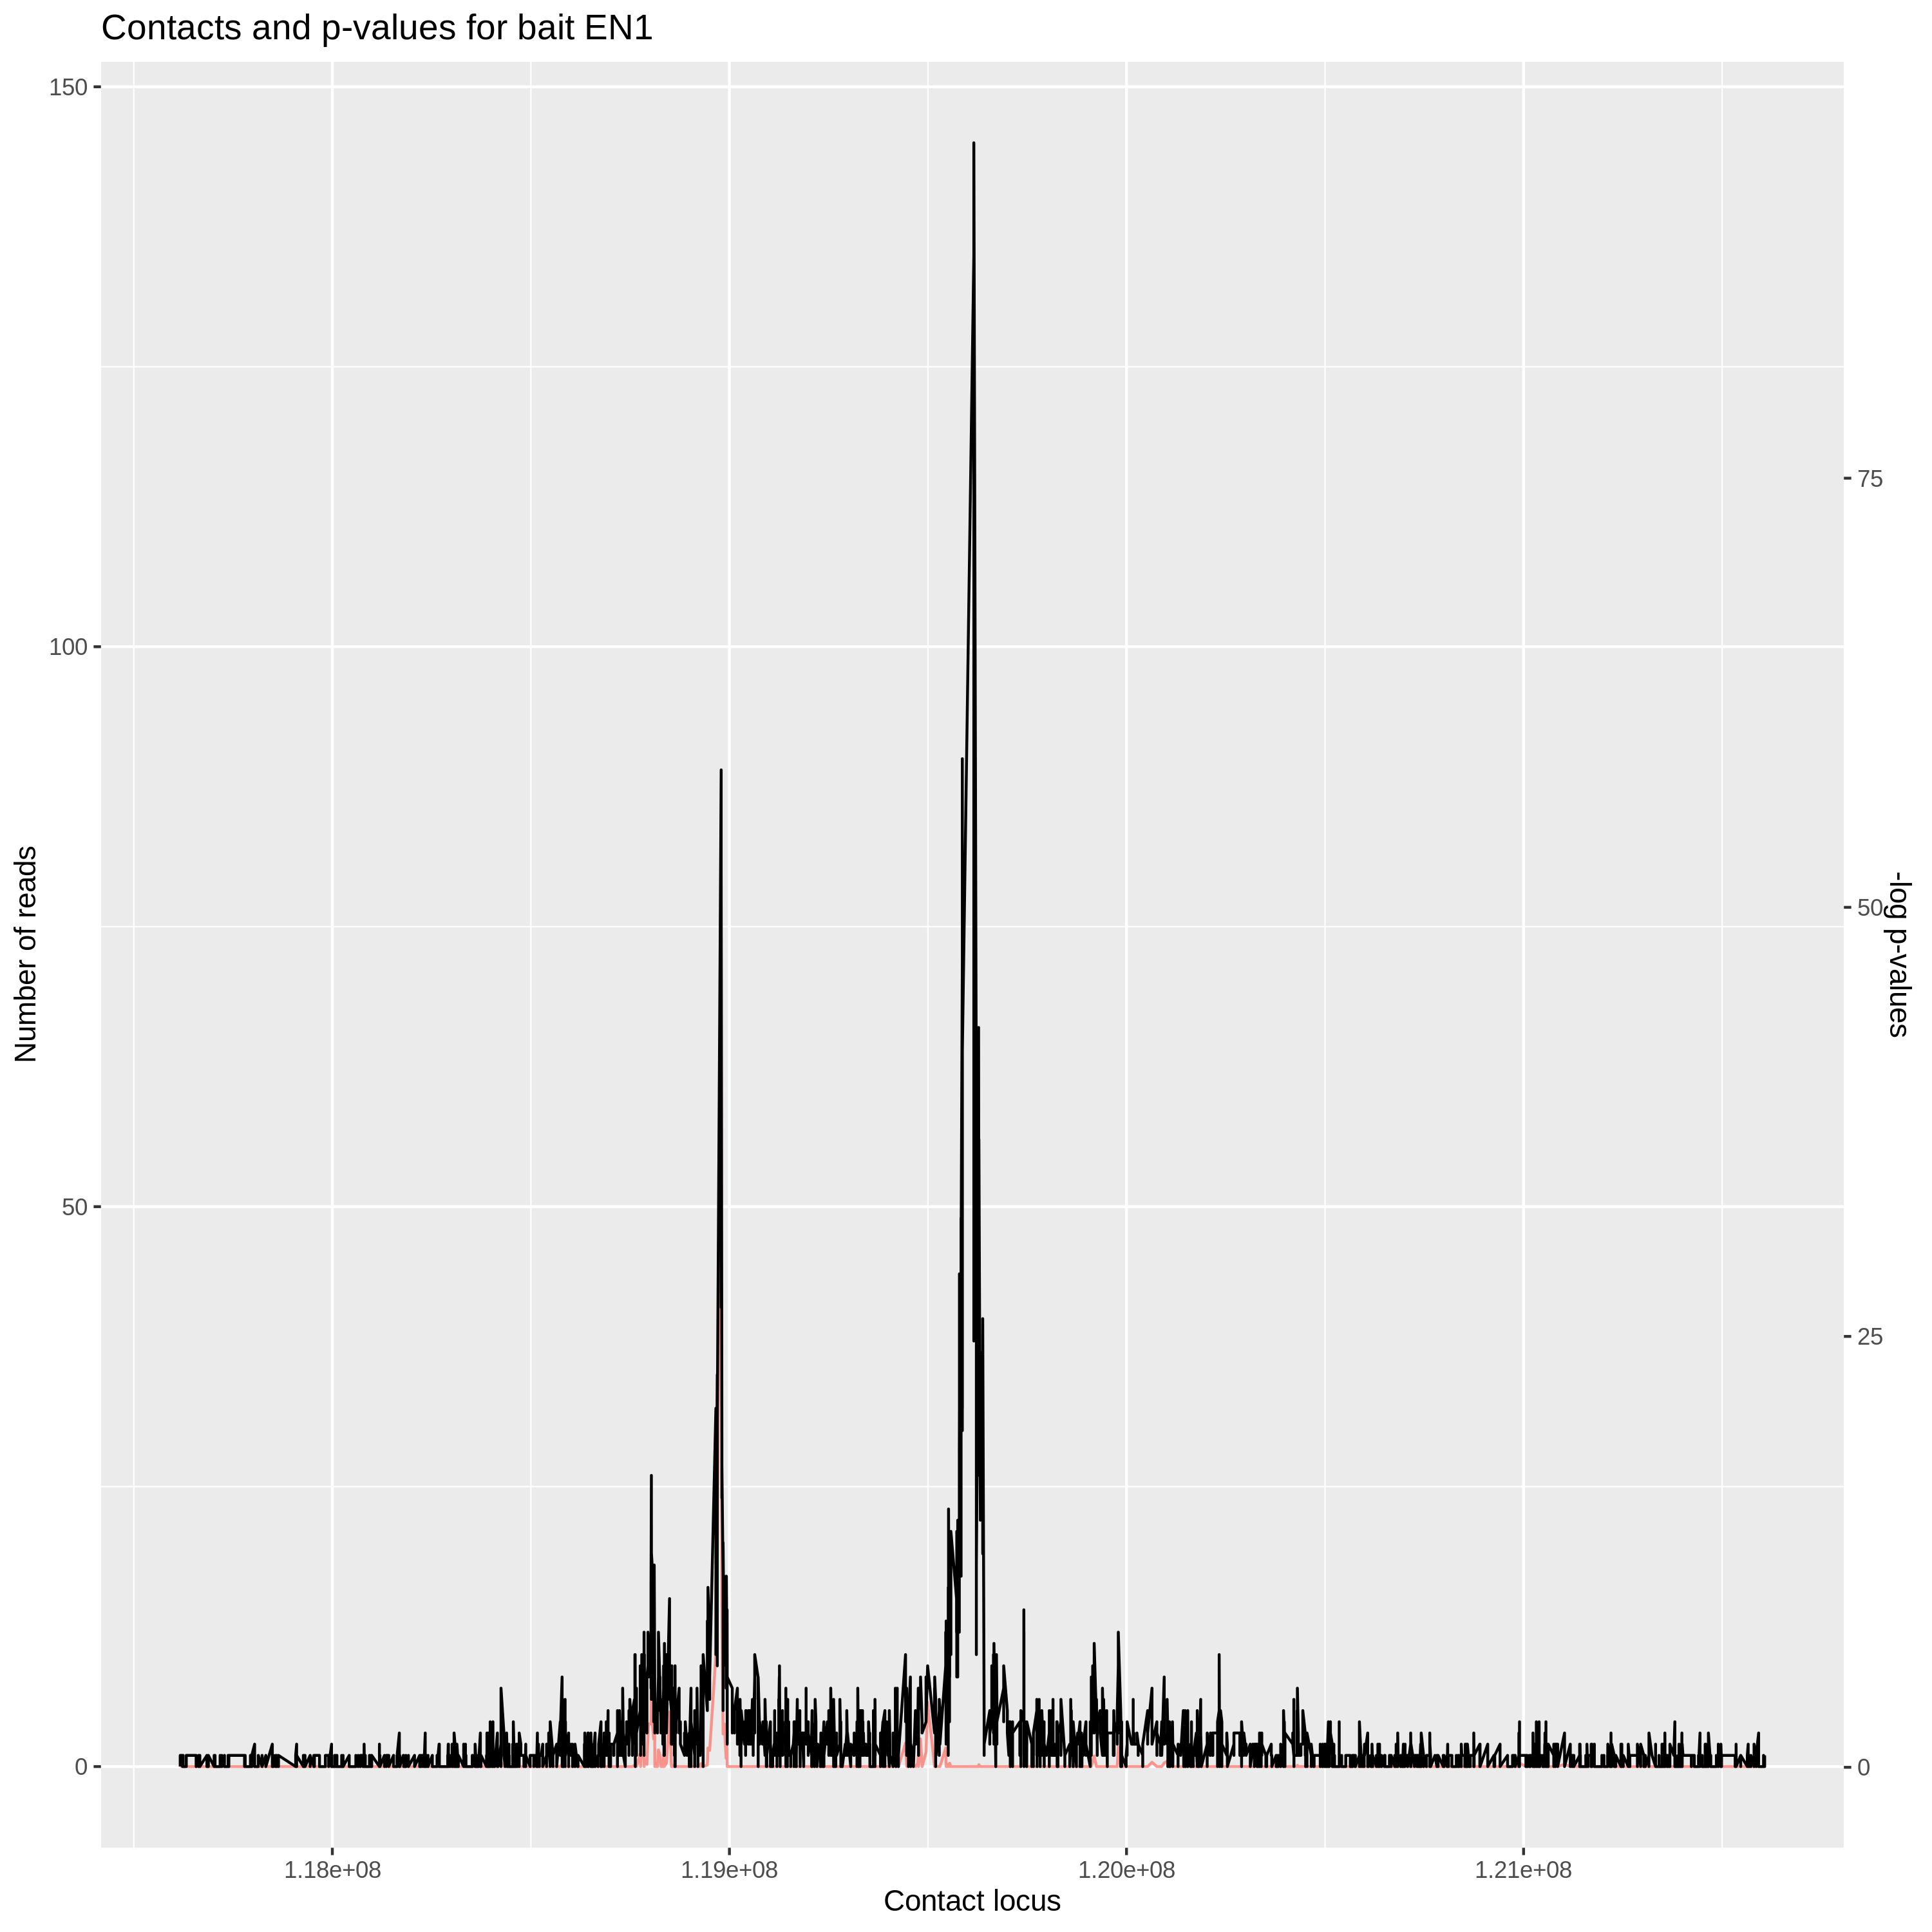 Contacts and p-values for bait EN1
150
100
50
0
Number of reads
75
50
25
0
-log p-values
1.18e+08 1.19e+08 1.20e+08 1.21e+08
Contact locus